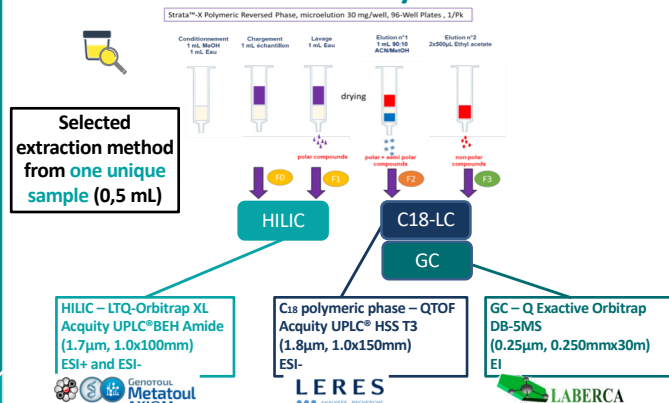 Strata™-X Polymeric Reversed Phase, microelution 30 mg/well, 96-Well Plates , 1/Pk
Conditionnement
1 mL MeOH
1 mL Eau
Chargement
1 mL échantillon
Lavage
1 mL Eau
Elution n°1
1 mL 90:10
ACN/MetOH
Elution n°2
2x500µL Ethyl acetate
drying
Selected
extraction method
from one unique
sample (0,5 mL)
polar compounds
polar + semi polar
compounds
non polar
compounds
F0
F1
F2
F3
HILIC
C18-LC
GC
HILIC – LTQ-Orbitrap XL
Acquity UPLC®BEH Amide
(1.7µm, 1.0x100mm)
ESI+ and ESI-
C18 polymeric phase – QTOF
Acquity UPLC® HSS T3
(1.8µm, 1.0x150mm)
ESI-
GC – Q Exactive Orbitrap
DB-5MS
(0.25µm, 0.250mmx30m)
EI
GENOTOUL
Metatoul
AXIOM
LERES
LABERCA